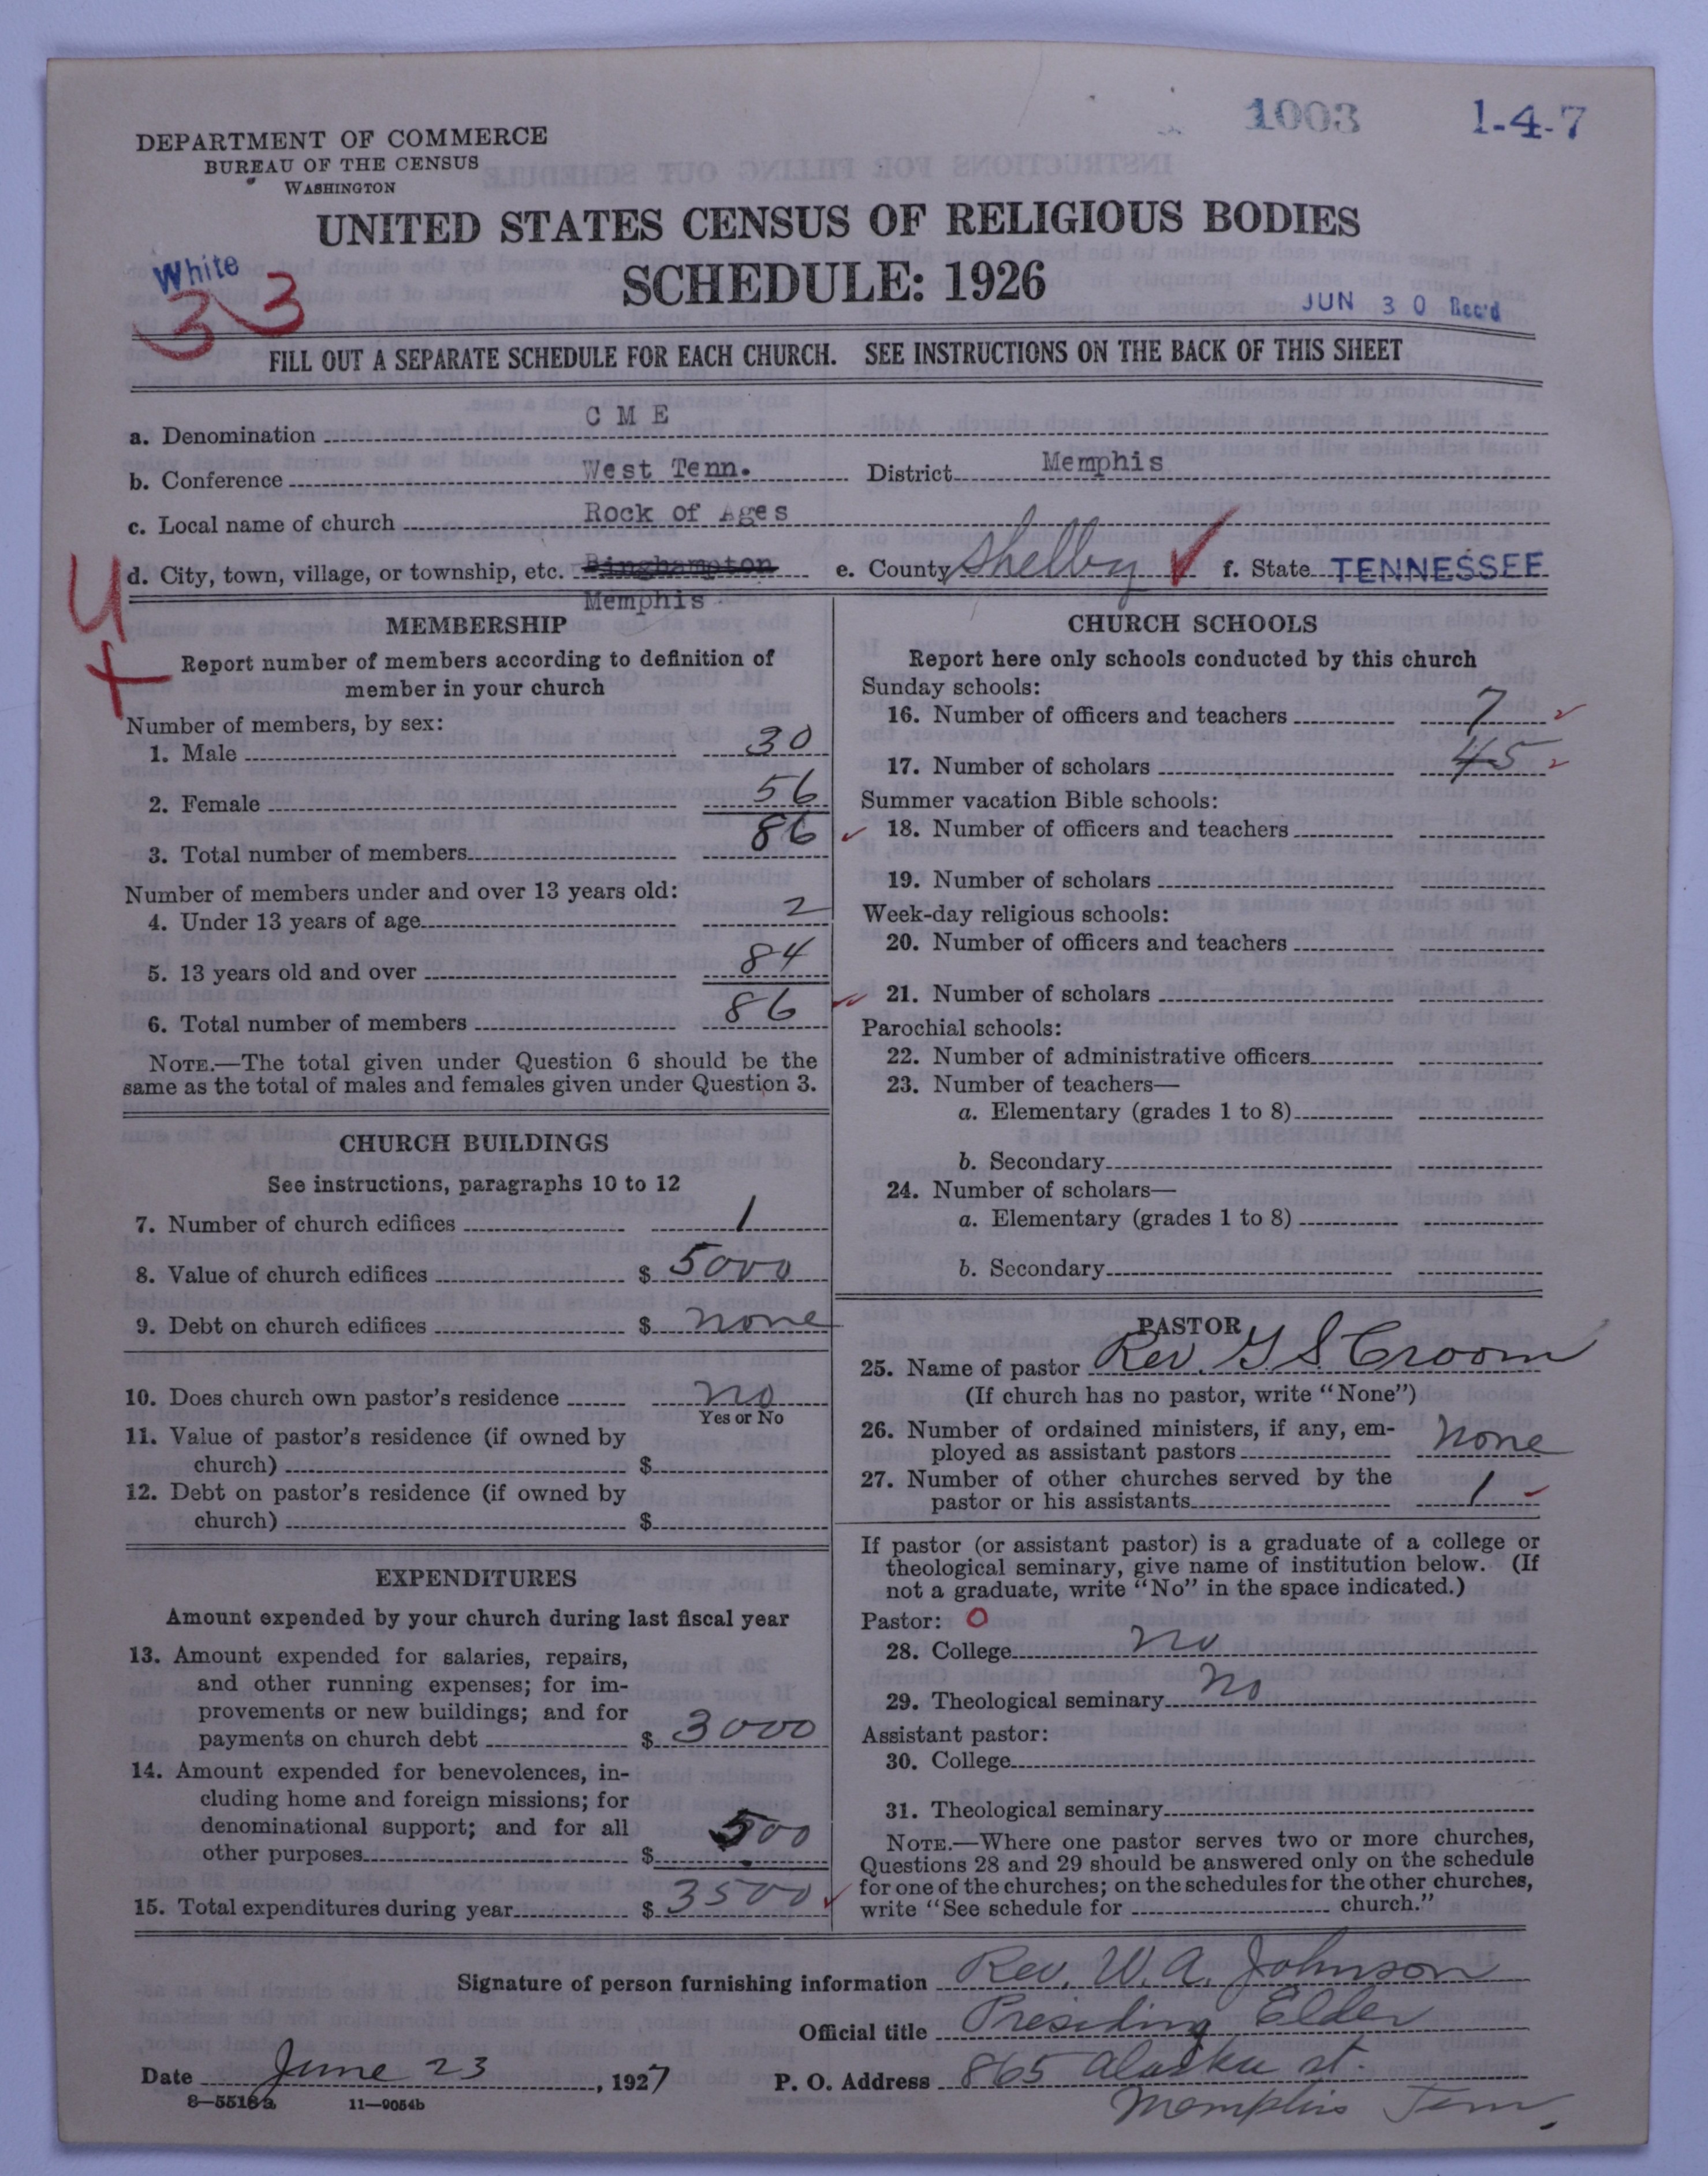 1003
1-4-7
DEPARTMENT OF COMMERCE
BUREAU OF THE CENSUS
WASHINGTON
UNITED STATES CENSUS OF RELIGIOUS BODIES
SCHEDULE: 1926
White
33
JUN 30 Rec'd
FILL OUT A SEPARATE SCHEDULE FOR EACH CHURCH. SEE INSTRUCTIONS ON THE BACK OF THIS SHEET
a. Denomination C M E
b. Conference West Tenn. District Memphis
c. Local name of church Rock of Ages
d. City, town, village, or township, etc. Binghampton e. County Shelby f. State TENNESSEE
Memphis
MEMBERSHIP
Report number of members according to definition of
member in your church
Number of members, by sex:
1. Male 30
2. Female 56
3. Total number of members 86
Number of members under and over 13 years old:
4. Under 13 years of age 2
5. 13 years old and over 84
6. Total number of members 86
NOTE.—The total given under Question 6 should be the
same as the total of males and females given under Question 3.
CHURCH BUILDINGS
See instructions, paragraphs 10 to 12
7. Number of church edifices 1
8. Value of church edifices $ 5000
9. Debt on church edifices $ none
10. Does church own pastor's residence no
Yes or No
11. Value of pastor's residence (if owned by
church) $
12. Debt on pastor's residence (if owned by
church) $
EXPENDITURES
Amount expended by your church during last fiscal year
13. Amount expended for salaries, repairs,
and other running expenses; for im-
provements or new buildings; and for
payments on church debt $ 3000
14. Amount expended for benevolences, in-
cluding home and foreign missions; for
denominational support; and for all
other purposes $ 500
15. Total expenditures during year $ 3500
CHURCH SCHOOLS
Report here only schools conducted by this church
Sunday schools:
16. Number of officers and teachers 7
17. Number of scholars 45
Summer vacation Bible schools:
18. Number of officers and teachers
19. Number of scholars
Week-day religious schools:
20. Number of officers and teachers
21. Number of scholars
Parochial schools:
22. Number of administrative officers
23. Number of teachers—
a. Elementary (grades 1 to 8)
b. Secondary
24. Number of scholars—
a. Elementary (grades 1 to 8)
b. Secondary
PASTOR
25. Name of pastor Rev. G S Croom
(If church has no pastor, write "None")
26. Number of ordained ministers, if any, em-
ployed as assistant pastors none
27. Number of other churches served by the
pastor or his assistants 1
If pastor (or assistant pastor) is a graduate of a college or
theological seminary, give name of institution below. (If
not a graduate, write "No" in the space indicated.)
Pastor: 0
28. College no
29. Theological seminary no
Assistant pastor:
30. College
31. Theological seminary
NOTE.—Where one pastor serves two or more churches,
Questions 28 and 29 should be answered only on the schedule
for one of the churches; on the schedules for the other churches,
write "See schedule for church."
Signature of person furnishing information Rev. W. A. Johnson
Official title Presiding Elder
Date June 23, 1927 P. O. Address 865 Alaska st.
8—5518a 11—9054b
Memphis Tenn.